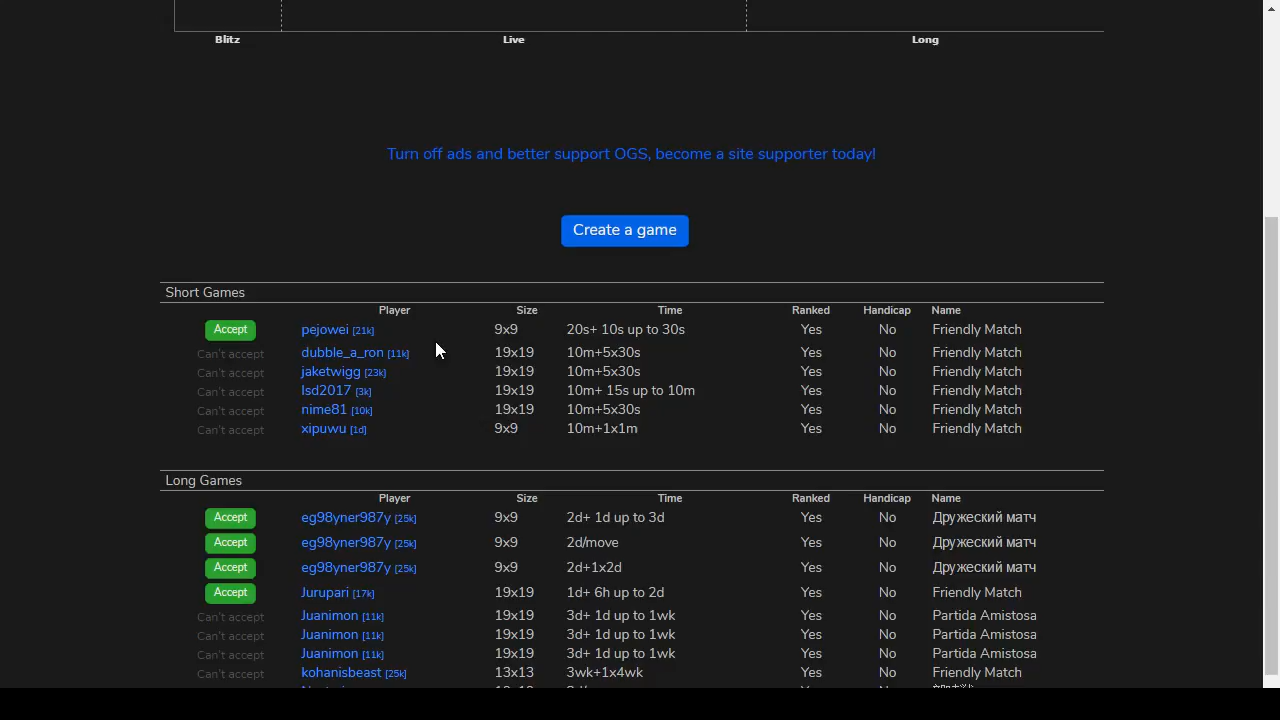 Blitz Live Long
Turn off ads and better support OGS, become a site supporter today!
Create a game
Short Games
Player Size Time Ranked Handicap Name
Accept pejowei [21k] 9x9 20s+ 10s up to 30s Yes No Friendly Match
Can't accept dubble_a_ron [11k] 19x19 10m+5x30s Yes No Friendly Match
Can't accept jaketwigg [23k] 19x19 10m+5x30s Yes No Friendly Match
Can't accept lsd2017 [3k] 19x19 10m+ 15s up to 10m Yes No Friendly Match
Can't accept nime81 [10k] 19x19 10m+5x30s Yes No Friendly Match
Can't accept xipuwu [1d] 9x9 10m+1x1m Yes No Friendly Match
Long Games
Player Size Time Ranked Handicap Name
Accept eg98yner987y [25k] 9x9 2d+ 1d up to 3d Yes No Дружеский матч
Accept eg98yner987y [25k] 9x9 2d/move Yes No Дружеский матч
Accept eg98yner987y [25k] 9x9 2d+1x2d Yes No Дружеский матч
Accept Jurupari [17k] 19x19 1d+ 6h up to 2d Yes No Friendly Match
Can't accept Juanimon [11k] 19x19 3d+ 1d up to 1wk Yes No Partida Amistosa
Can't accept Juanimon [11k] 19x19 3d+ 1d up to 1wk Yes No Partida Amistosa
Can't accept Juanimon [11k] 19x19 3d+ 1d up to 1wk Yes No Partida Amistosa
Can't accept kohanisbeast [25k] 13x13 3wk+1x4wk Yes No Friendly Match